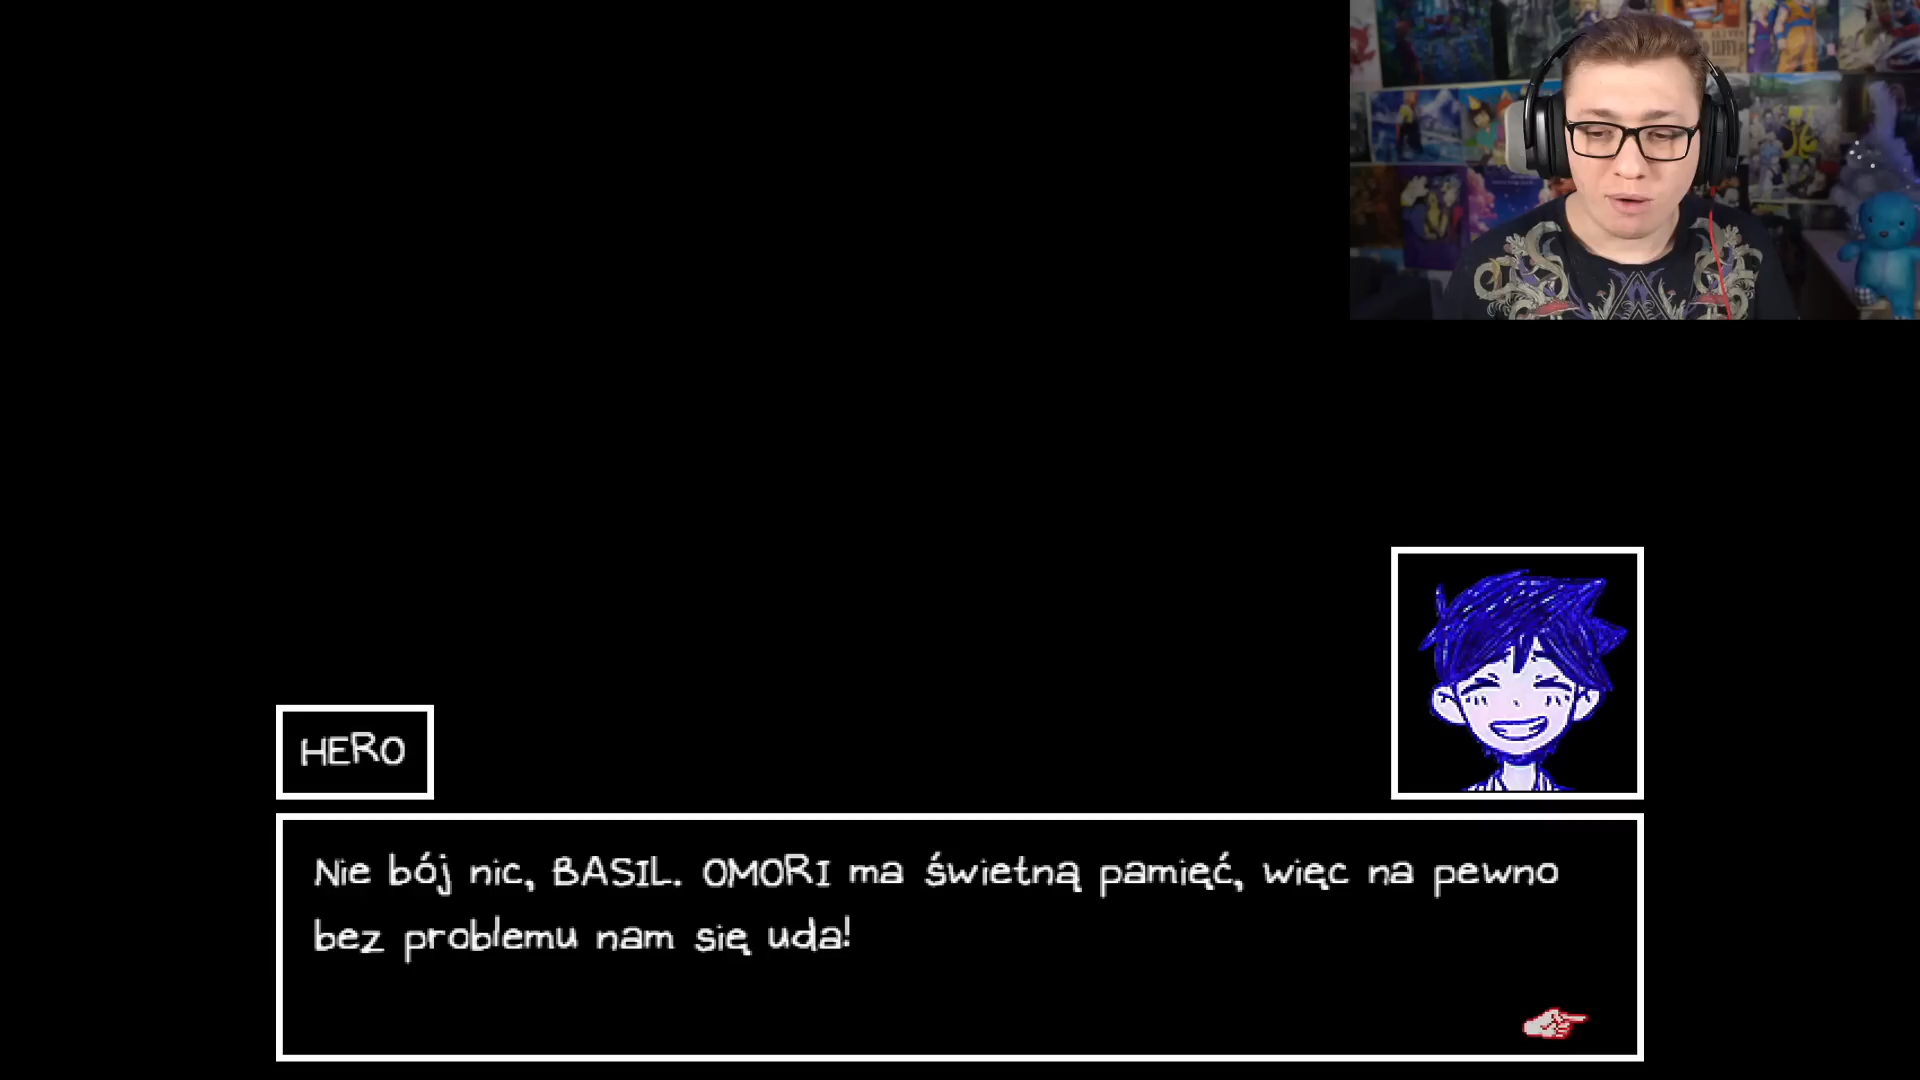 HERO
Nie bój nic, BASIL. OMORI ma świetną pamięć, więc na pewno
bez problemu nam się uda!